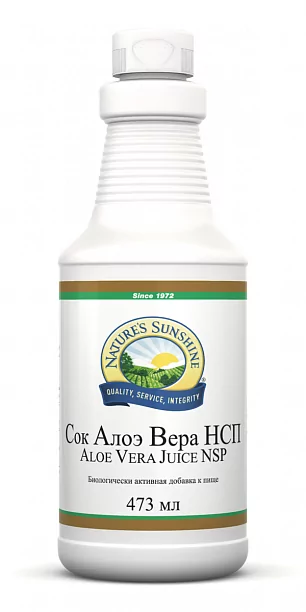 Since 1972
NATURE'S SUNSHINE
QUALITY, SERVICE, INTEGRITY
Сок Алоэ Вера НСП
ALOE VERA JUICE NSP
Биологически активная добавка к пище
473 мл